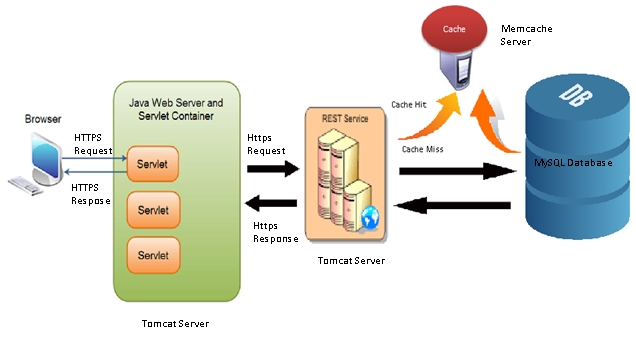 Cache
Memcache
Server
Java Web Server and
Servlet Container
DB
Browser
HTTPS
Request
Https
Request
REST Service
Cache Hit
Cache Miss
MySQL Database
Servlet
HTTPS
Respose
Servlet
Https
Response
Servlet
Tomcat Server
Tomcat Server